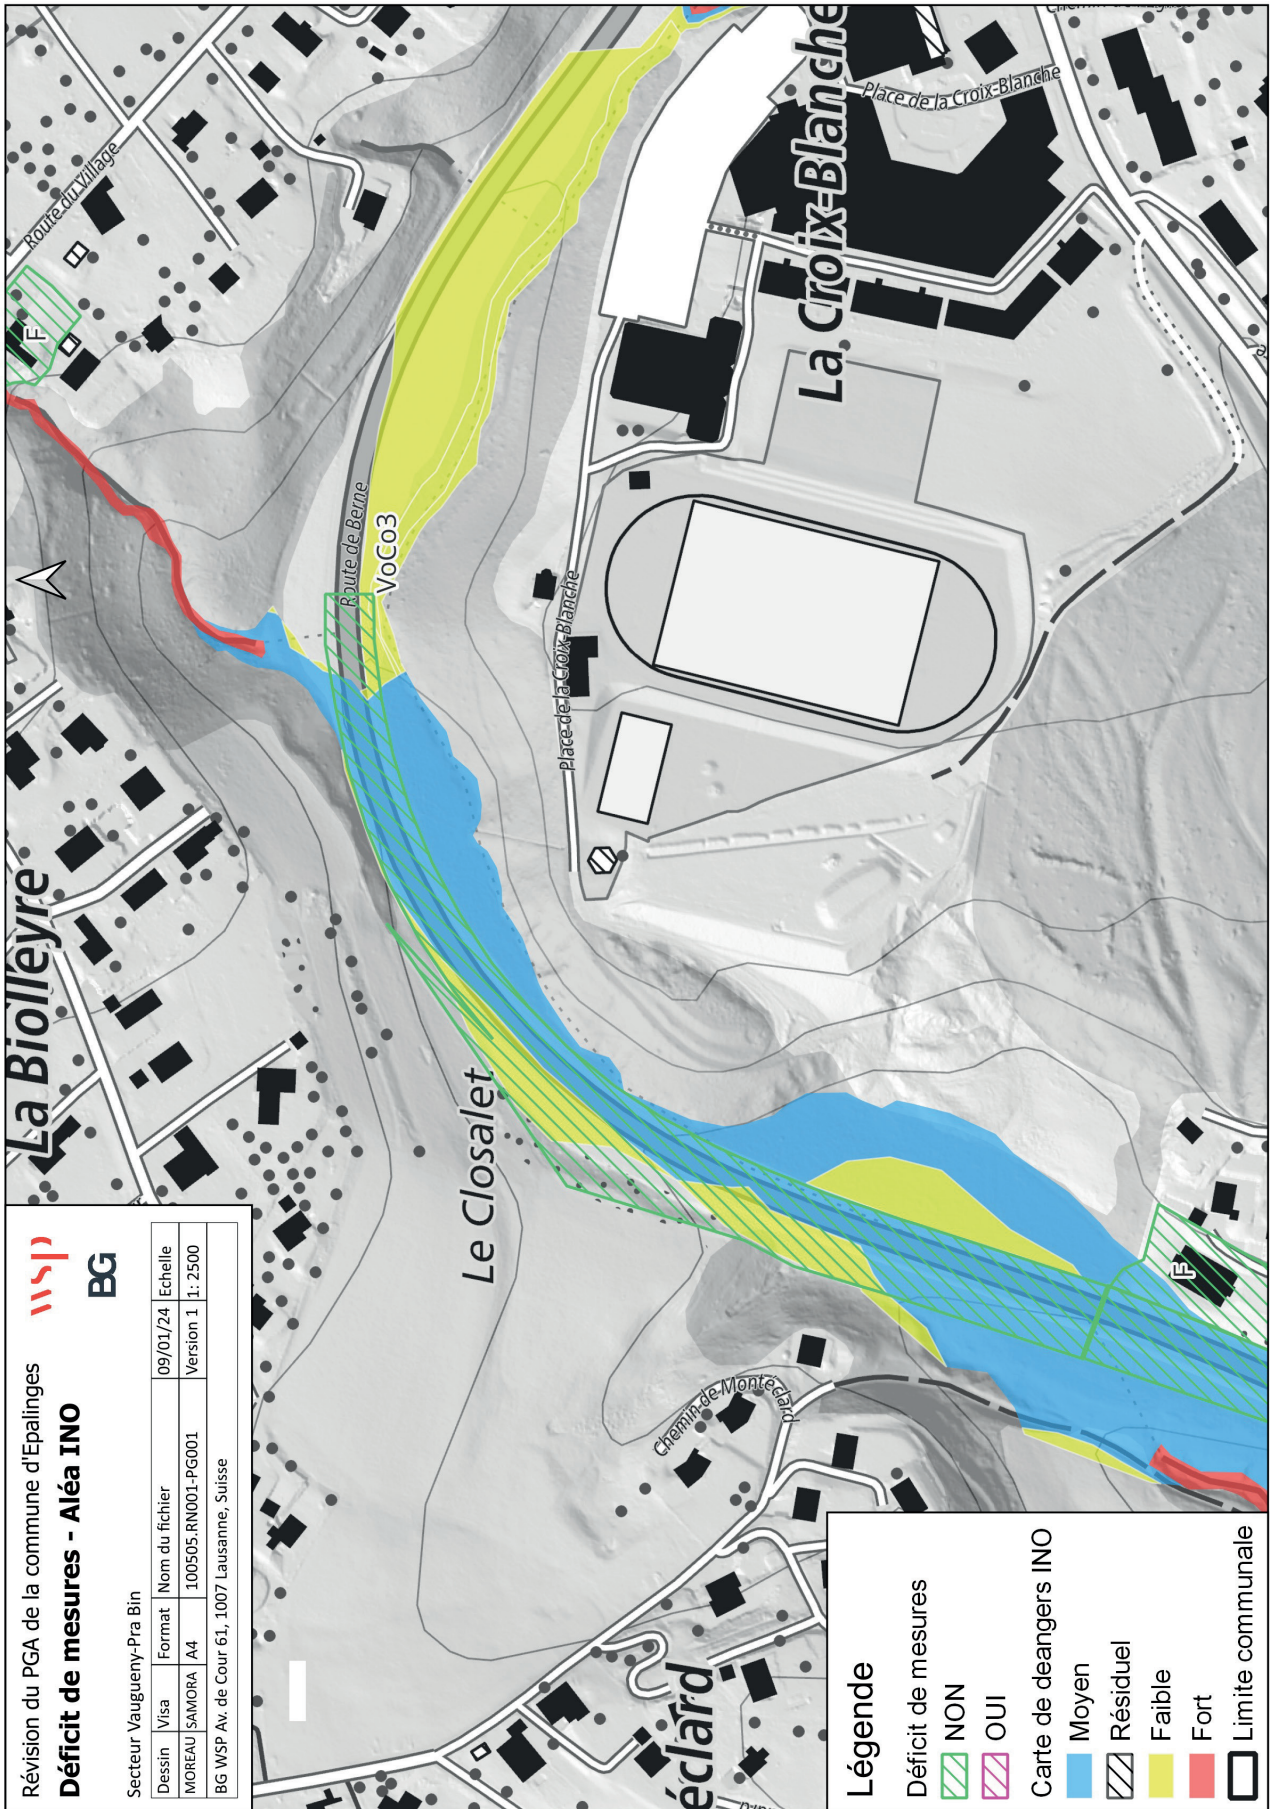 Révision du PGA de la commune d'Epalinges
Déficit de mesures - Aléa INO
wsp
BG
Secteur Vaugueny-Pra Bin
Dessin Visa Format Nom du fichier 09/01/24 Echelle
MOREAU SAMORA A4 100505.RN001-PG001 Version 1 1: 2500
BG WSP Av. de Cour 61, 1007 Lausanne, Suisse
La Biolleyre
Route du Village
F
Le Closalet
Route de Berne
VoCo3
Place de la Croix-Blanche
La Croix-Blanche
Place de la Croix-Blanche
Chemin de Montéclard
éclard
F
Légende
Déficit de mesures
NON
OUI
Carte de deangers INO
Moyen
Résiduel
Faible
Fort
Limite communale